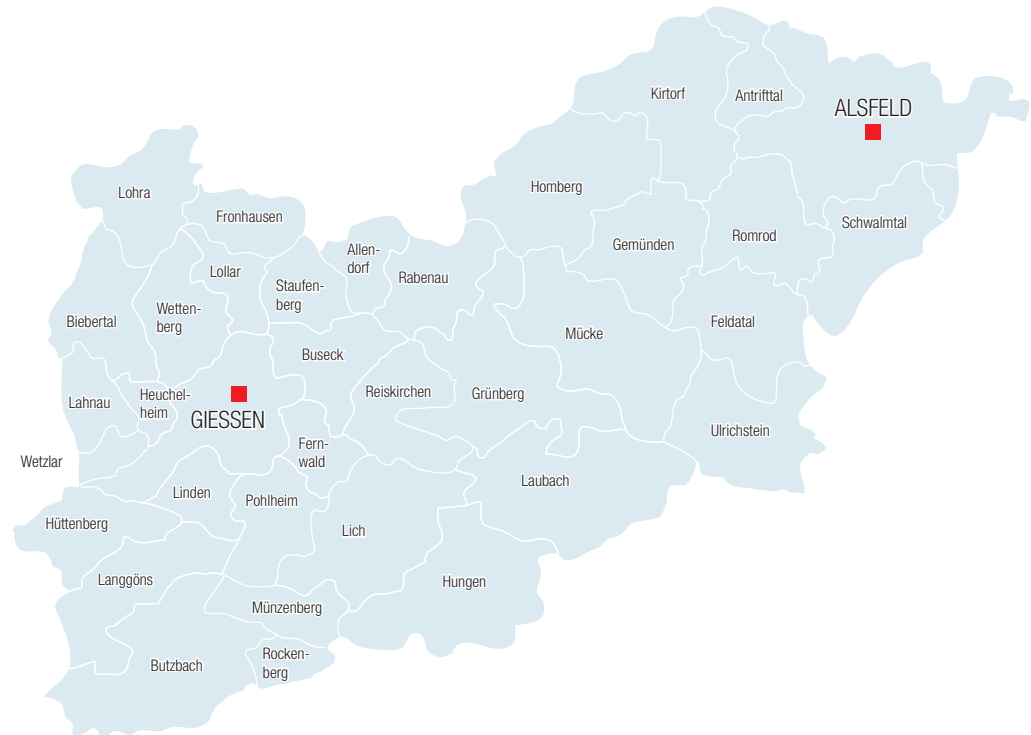 Kirtorf
Antrifttal
ALSFELD
Lohra
Homberg
Fronhausen
Schwalmtal
Romrod
Gemünden
Allen-
dorf
Lollar
Rabenau
Staufen-
berg
Wetten-
berg
Biebertal
Feldatal
Mücke
Buseck
Reiskirchen
Grünberg
Heuchel-
heim
Lahnau
GIESSEN
Ulrichstein
Fern-
wald
Wetzlar
Laubach
Linden
Pohlheim
Hüttenberg
Lich
Langgöns
Hungen
Münzenberg
Rocken-
berg
Butzbach